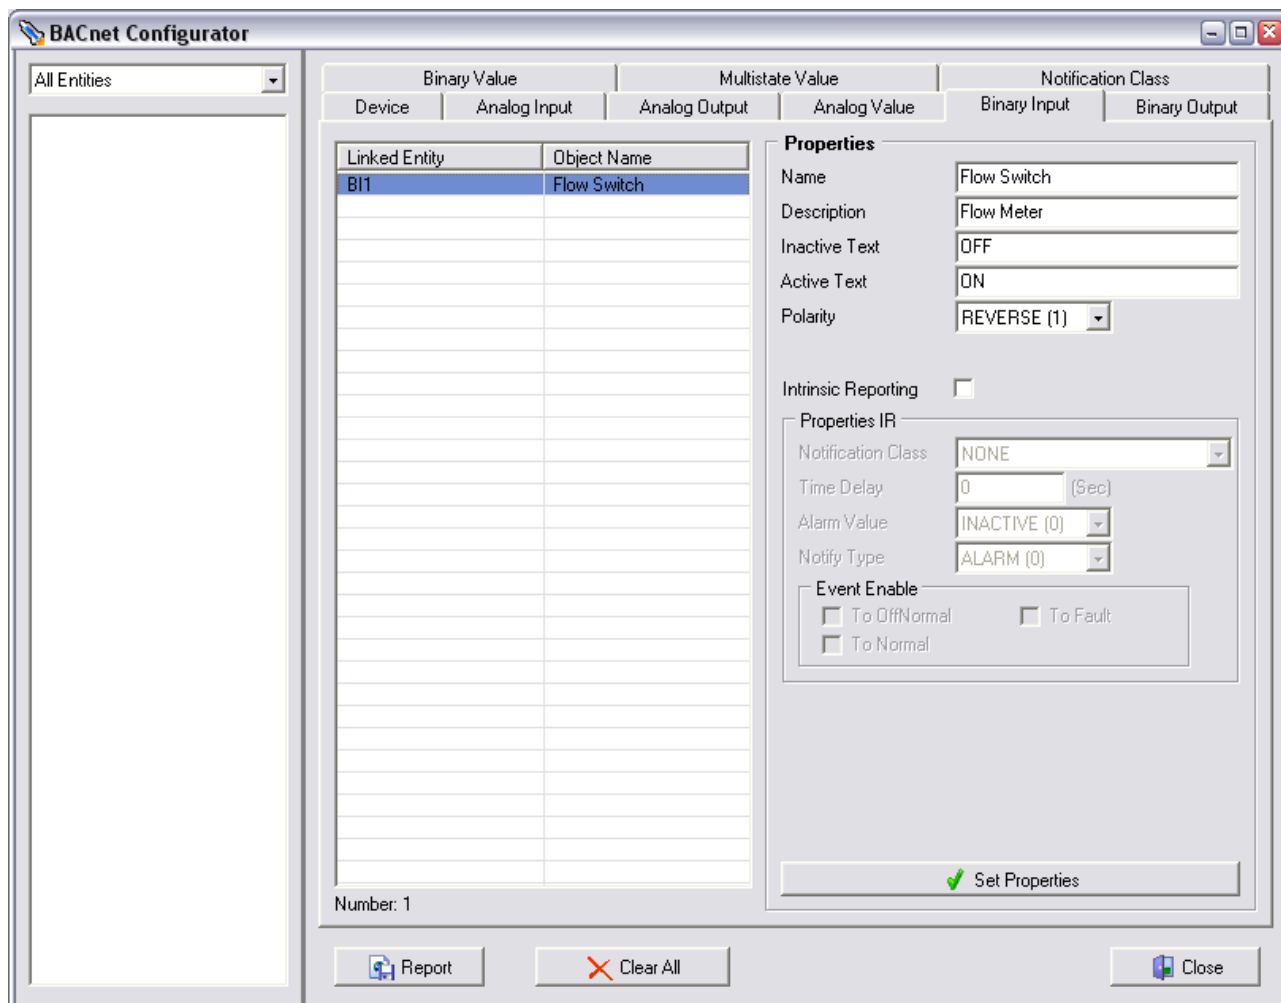 BACnet Configurator
All Entities
Binary Value Multistate Value Notification Class
Device Analog Input Analog Output Analog Value Binary Input Binary Output
Linked Entity Object Name
BI1 Flow Switch
Number: 1
Properties
Name Flow Switch
Description Flow Meter
Inactive Text OFF
Active Text ON
Polarity REVERSE (1)
Intrinsic Reporting
Properties IR
Notification Class NONE
Time Delay 0 (Sec)
Alarm Value INACTIVE (0)
Notify Type ALARM (0)
Event Enable
To OffNormal To Fault
To Normal
Set Properties
Report Clear All Close